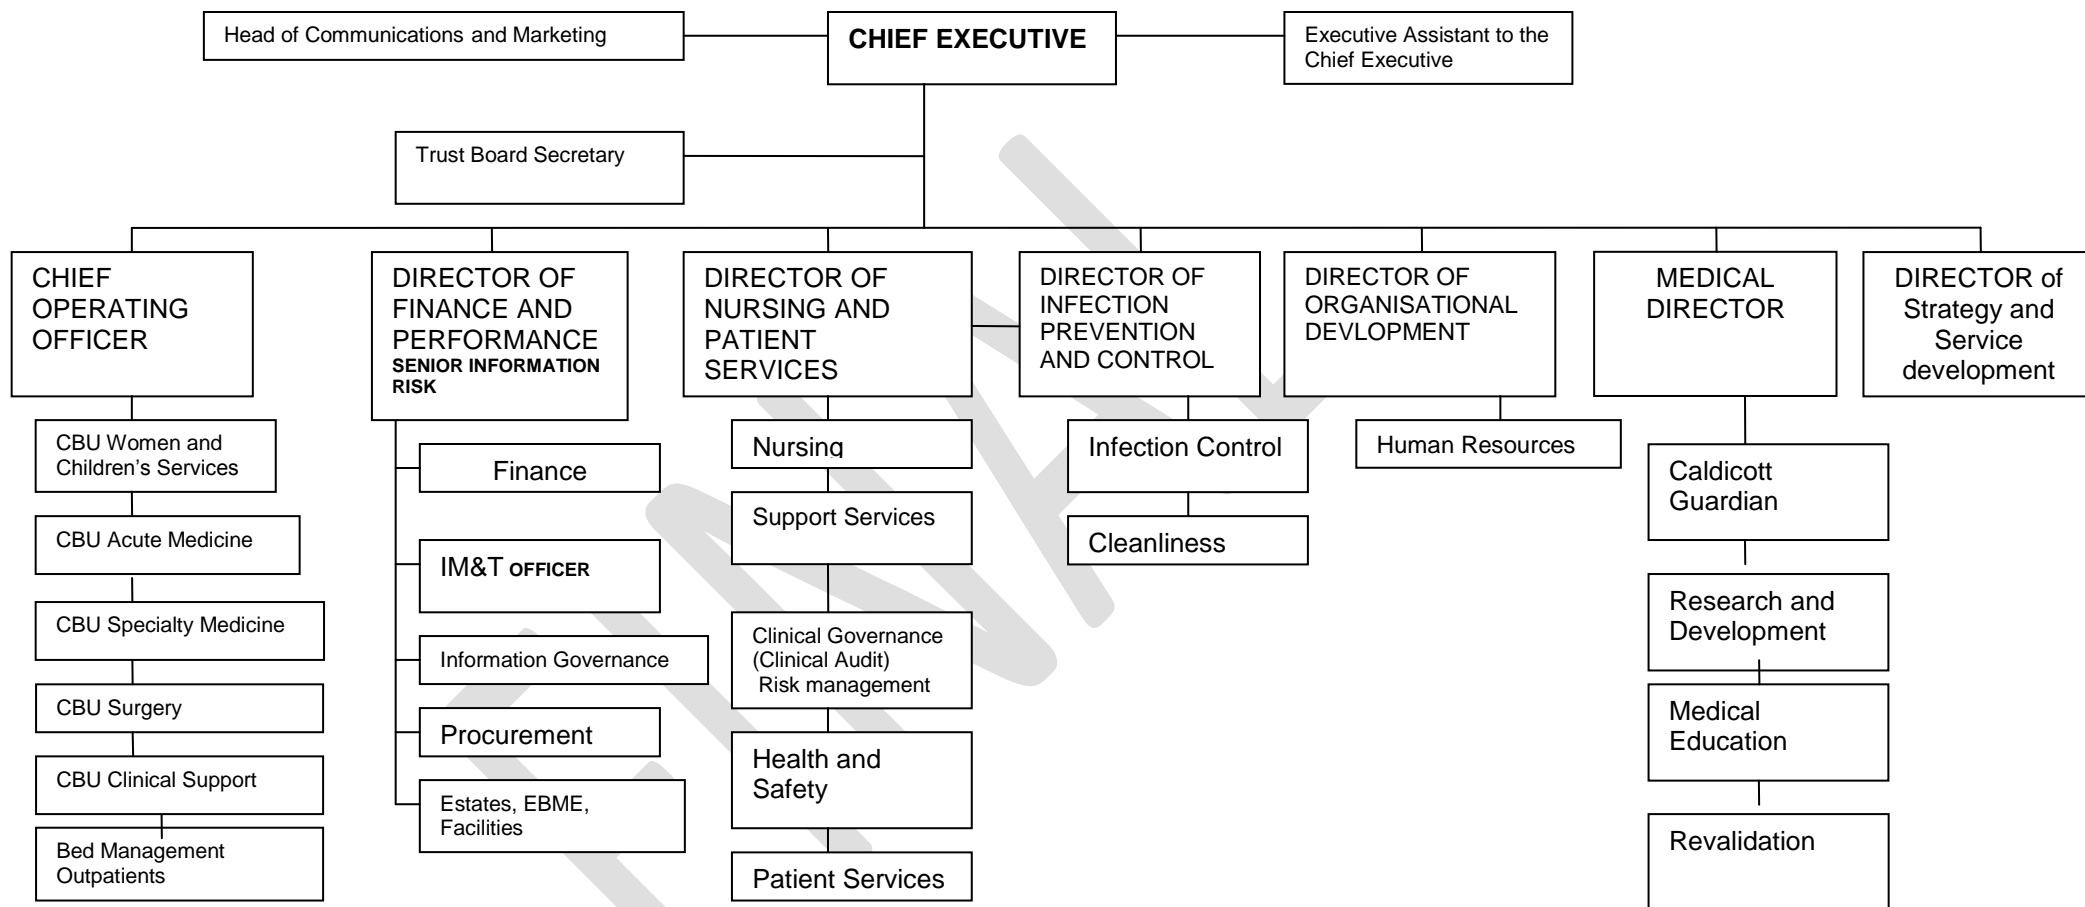 Head of Communications and Marketing
CHIEF EXECUTIVE
Executive Assistant to the
Chief Executive
Trust Board Secretary
CHIEF
OPERATING
OFFICER
DIRECTOR OF
FINANCE AND
PERFORMANCE
SENIOR INFORMATION
RISK
DIRECTOR OF
NURSING AND
PATIENT
SERVICES
DIRECTOR OF
INFECTION
PREVENTION
AND CONTROL
DIRECTOR OF
ORGANISATIONAL
DEVLOPMENT
MEDICAL
DIRECTOR
DIRECTOR of
Strategy and
Service
development
CBU Women and
Children’s Services
CBU Acute Medicine
CBU Specialty Medicine
CBU Surgery
CBU Clinical Support
Bed Management
Outpatients
Finance
IM&T OFFICER
Information Governance
Procurement
Estates, EBME,
Facilities
Nursing
Support Services
Clinical Governance
(Clinical Audit)
Risk management
Health and
Safety
Patient Services
Infection Control
Cleanliness
Human Resources
Caldicott
Guardian
Research and
Development
Medical
Education
Revalidation
FINAL